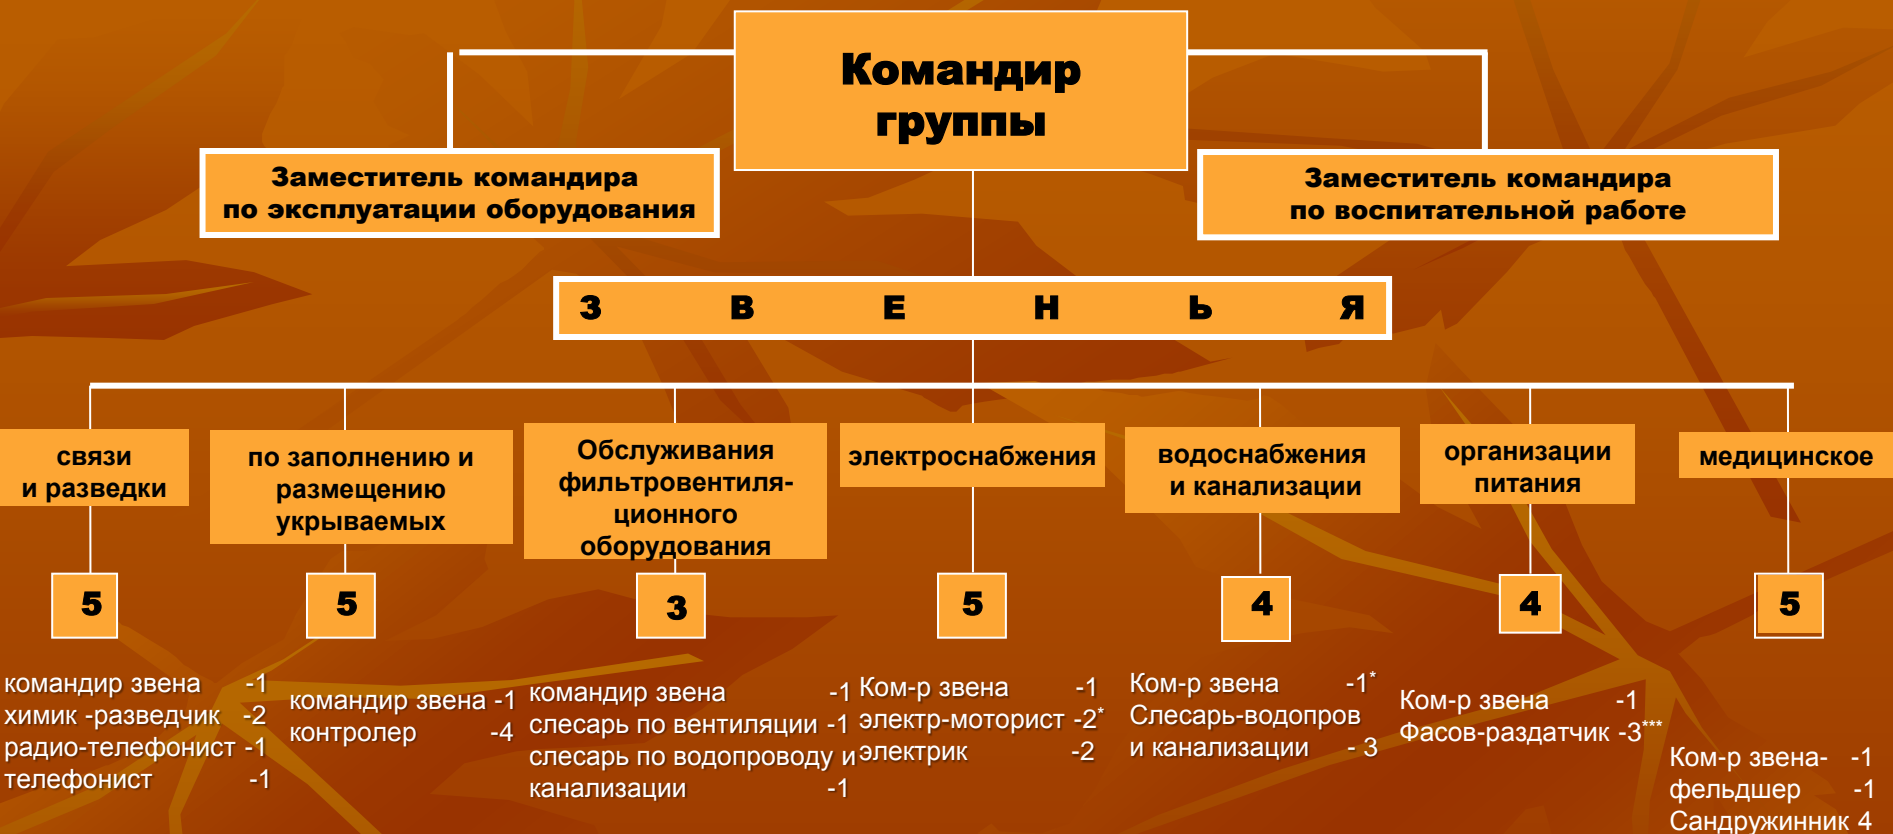 Командир
группы
Заместитель командира
по эксплуатации оборудования
Заместитель командира
по воспитательной работе
З В Е Н Ь Я
связи
и разведки
по заполнению и
размещению
укрываемых
Обслуживания
фильтровентиля-
ционного
оборудования
электроснабжения
водоснабжения
и канализации
организации
питания
медицинское
5
5
3
5
4
4
5
командир звена -1
химик -разведчик -2
радио-телефонист -1
телефонист -1
командир звена -1
контролер -4
командир звена -1
слесарь по вентиляции -1
слесарь по водопроводу и
канализации -1
Ком-р звена -1
электр-моторист -2*
электрик -2
Ком-р звена -1*
Слесарь-водопров
и канализации - 3
Ком-р звена -1
Фасов-раздатчик -3***
Ком-р звена- -1
фельдшер -1
Сандружинник 4